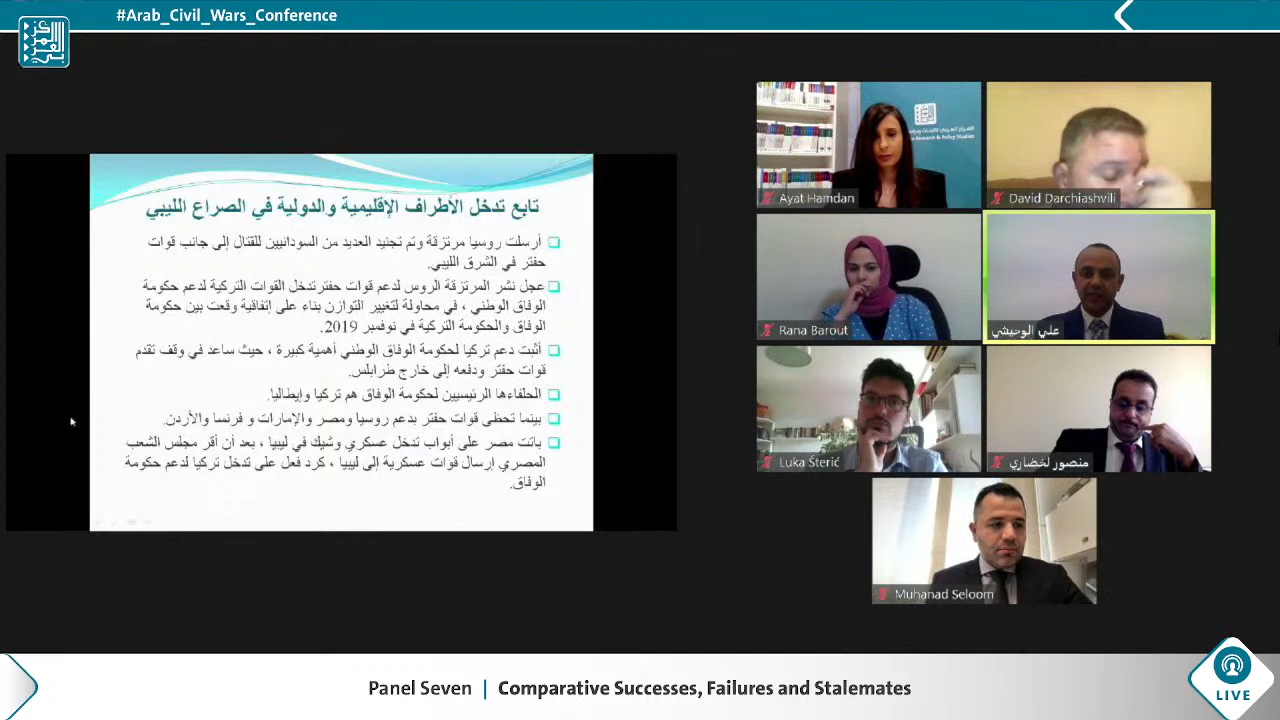 #Arab_Civil_Wars_Conference
تابع تدخل الأطراف الإقليمية والدولية في الصراع الليبي
أرسلت روسيا مرتزقة وتم تجنيد العديد من السودانيين للقتال إلى جانب قوات
حفتر في الشرق الليبي.
عجل نشر المرتزقة الروس لدعم قوات حفترتدخل القوات التركية لدعم حكومة
الوفاق الوطني ، في محاولة لتغيير التوازن بناء على إتفاقية وقعت بين حكومة
الوفاق والحكومة التركية في نوفمبر 2019.
أثبت دعم تركيا لحكومة الوفاق الوطني أهمية كبيرة ، حيث ساعد في وقف تقدم
قوات حفتر ودفعه إلى خارج طرابلس.
الحلفاءها الرئيسيين لحكومة الوفاق هم تركيا وإيطاليا.
بينما تحظى قوات حفتر بدعم روسيا ومصر والإمارات و فرنسا والأردن.
باتت مصر على أبواب تدخل عسكري وشيك في ليبيا ، بعد أن أقر مجلس الشعب
المصري إرسال قوات عسكرية إلى ليبيا ، كرد فعل على تدخل تركيا لدعم حكومة
الوفاق.
Research & Policy Studies
Ayat Hamdan
David Darchiashvili
Rana Barout
علي الوحيشي
Luka Šterić
منصور لخضاري
Muhanad Seloom
Panel Seven | Comparative Successes, Failures and Stalemates
LIVE